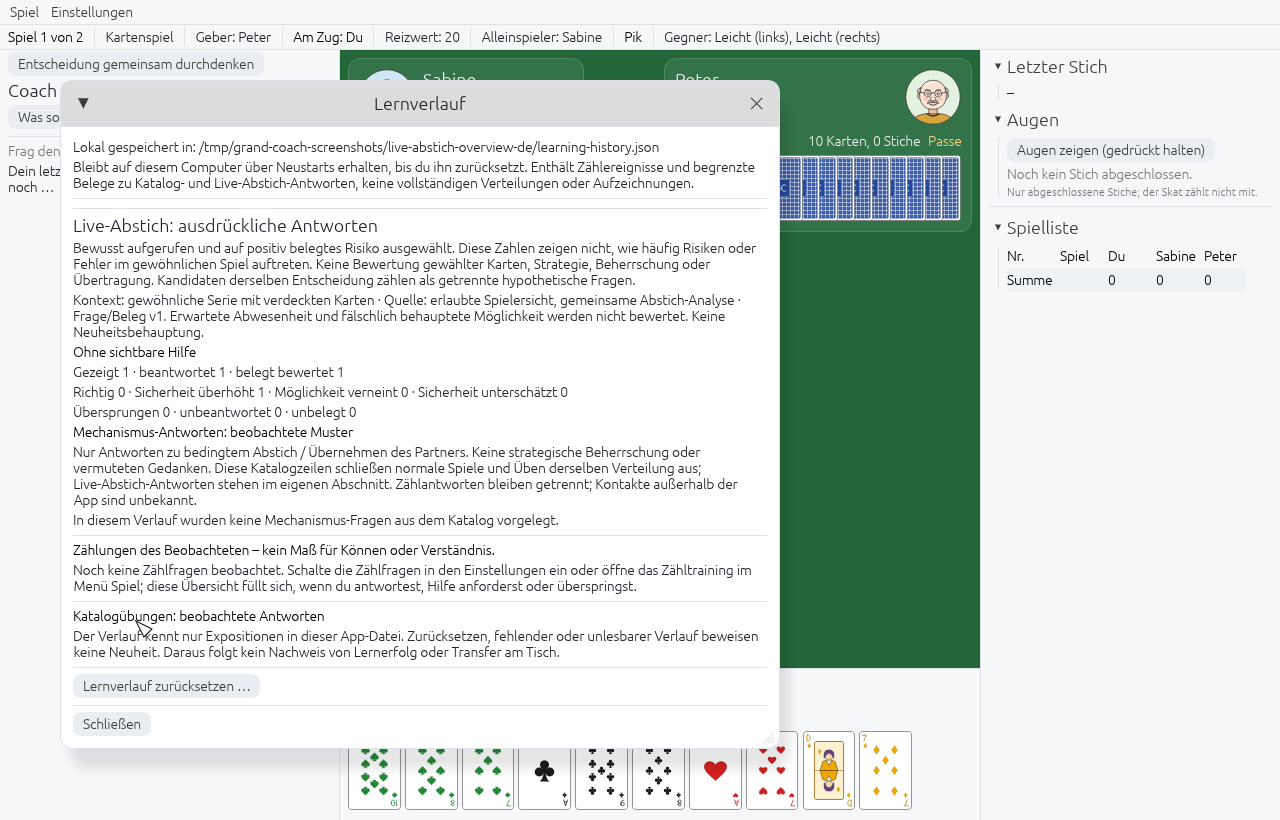 Spiel Einstellungen
Spiel 1 von 2 Kartenspiel Geber: Peter Am Zug: Du Reizwert: 20 Alleinspieler: Sabine Pik Gegner: Leicht (links), Leicht (rechts)
Entscheidung gemeinsam durchdenken
Coach
Was so
Frag den
Dein letz
noch …
Sabine
Peter
10 Karten, 0 Stiche Passe
Lernverlauf
Lokal gespeichert in: /tmp/grand-coach-screenshots/live-abstich-overview-de/learning-history.json
Bleibt auf diesem Computer über Neustarts erhalten, bis du ihn zurücksetzt. Enthält Zählereignisse und begrenzte
Belege zu Katalog- und Live-Abstich-Antworten, keine vollständigen Verteilungen oder Aufzeichnungen.
Live-Abstich: ausdrückliche Antworten
Bewusst aufgerufen und auf positiv belegtes Risiko ausgewählt. Diese Zahlen zeigen nicht, wie häufig Risiken oder
Fehler im gewöhnlichen Spiel auftreten. Keine Bewertung gewählter Karten, Strategie, Beherrschung oder
Übertragung. Kandidaten derselben Entscheidung zählen als getrennte hypothetische Fragen.
Kontext: gewöhnliche Serie mit verdeckten Karten · Quelle: erlaubte Spielersicht, gemeinsame Abstich-Analyse ·
Frage/Beleg v1. Erwartete Abwesenheit und fälschlich behauptete Möglichkeit werden nicht bewertet. Keine
Neuheitsbehauptung.
Ohne sichtbare Hilfe
Gezeigt 1 · beantwortet 1 · belegt bewertet 1
Richtig 0 · Sicherheit überhöht 1 · Möglichkeit verneint 0 · Sicherheit unterschätzt 0
Übersprungen 0 · unbeantwortet 0 · unbelegt 0
Mechanismus-Antworten: beobachtete Muster
Nur Antworten zu bedingtem Abstich / Übernehmen des Partners. Keine strategische Beherrschung oder
vermuteten Gedanken. Diese Katalogzeilen schließen normale Spiele und Üben derselben Verteilung aus;
Live-Abstich-Antworten stehen im eigenen Abschnitt. Zählantworten bleiben getrennt; Kontakte außerhalb der
App sind unbekannt.
In diesem Verlauf wurden keine Mechanismus-Fragen aus dem Katalog vorgelegt.
Zählungen des Beobachteten – kein Maß für Können oder Verständnis.
Noch keine Zählfragen beobachtet. Schalte die Zählfragen in den Einstellungen ein oder öffne das Zähltraining im
Menü Spiel; diese Übersicht füllt sich, wenn du antwortest, Hilfe anforderst oder überspringst.
Katalogübungen: beobachtete Antworten
Der Verlauf kennt nur Expositionen in dieser App-Datei. Zurücksetzen, fehlender oder unlesbarer Verlauf beweisen
keine Neuheit. Daraus folgt kein Nachweis von Lernerfolg oder Transfer am Tisch.
Lernverlauf zurücksetzen …
Schließen
Letzter Stich
–
Augen
Augen zeigen (gedrückt halten)
Noch kein Stich abgeschlossen.
Nur abgeschlossene Stiche; der Skat zählt nicht mit.
Spielliste
Nr. Spiel Du Sabine Peter
Summe 0 0 0
10 8 7 A 9 8 A 7 D D 7 7